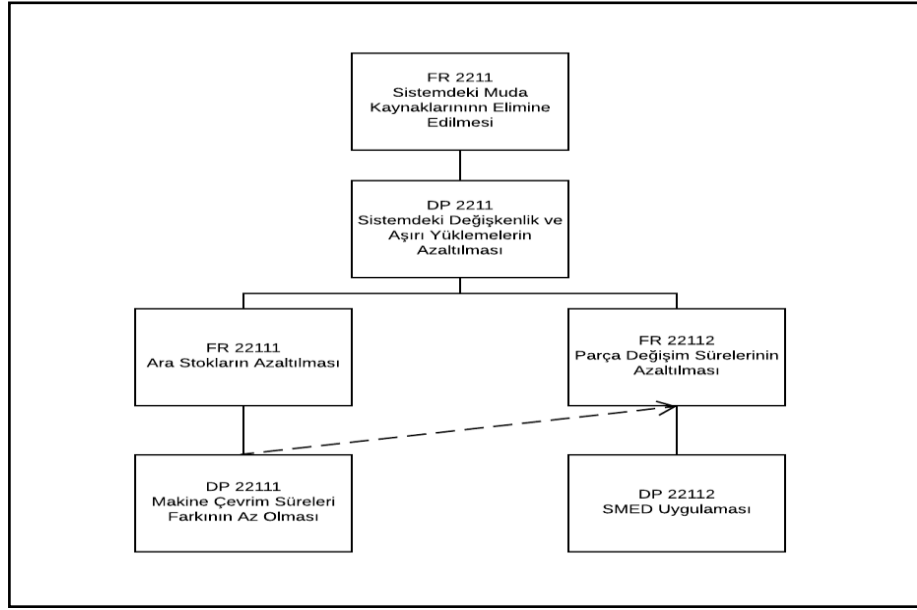 FR 2211
Sistemdeki Muda
Kaynaklarınınn Elimine
Edilmesi
DP 2211
Sistemdeki Değişkenlik ve
Aşırı Yüklemelerin
Azaltılması
FR 22111
Ara Stokların Azaltılması
FR 22112
Parça Değişim Sürelerinin
Azaltılması
DP 22111
Makine Çevrim Süreleri
Farkının Az Olması
DP 22112
SMED Uygulaması